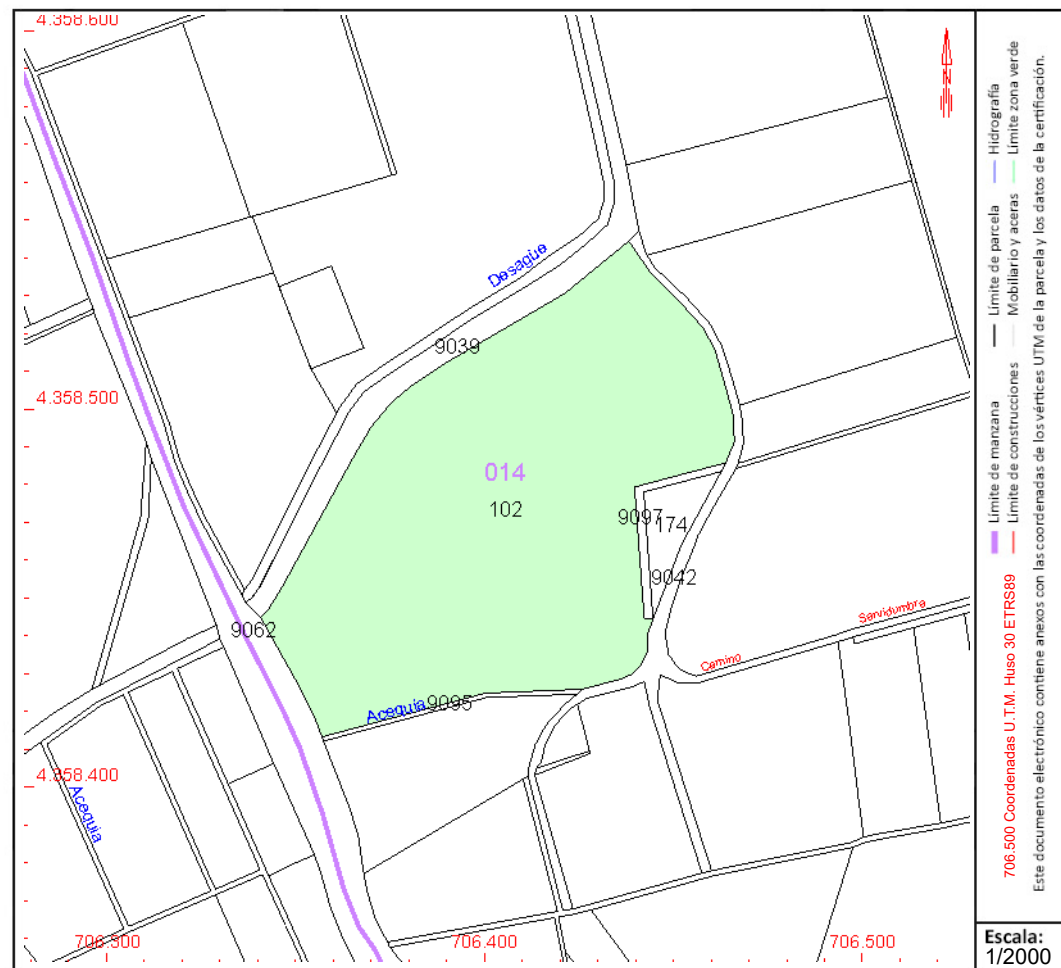 4.358.600
N
Desagüe
9039
4.358.500
014
102
9097
174
9042
9062
Servidumbra
Camino
Acequia
9095
4.358.400
Acequia
706.300
706.400
706.500
706.500 Coordenadas U.T.M. Huso 30 ETRS89
Límite de manzana
Límite de parcela
Hidrografía
Límite de construcciones
Mobiliario y aceras
Límite zona verde
Este documento electrónico contiene anexos con las coordenadas de los vértices UTM de la parcela y los datos de la certificación.
Escala:
1/2000